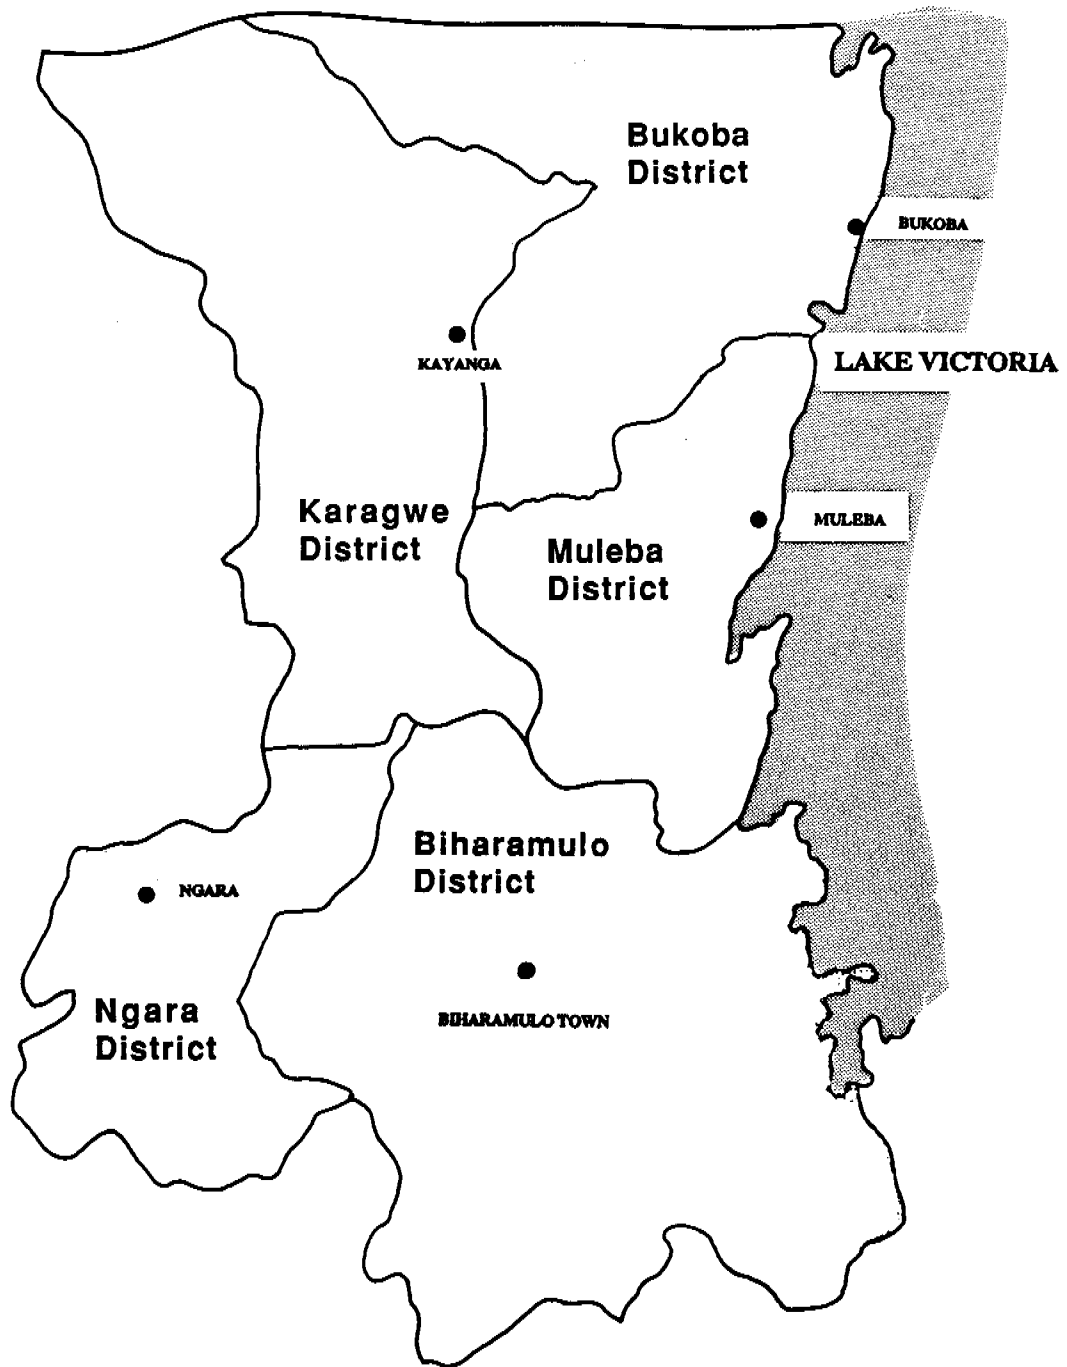 Bukoba
District
BUKOBA
KAYANGA
LAKE VICTORIA
Karagwe
District
MULEBA
Muleba
District
Biharamulo
District
NGARA
Ngara
District
BIHARAMULO TOWN